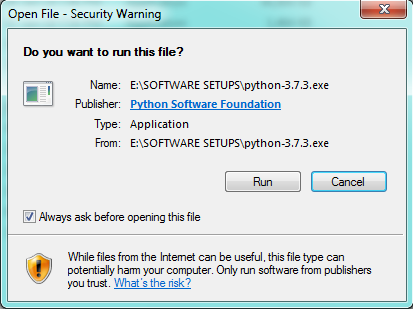 Open File - Security Warning
Do you want to run this file?
Name: E:\SOFTWARE SETUPS\python-3.7.3.exe
Publisher: Python Software Foundation
Type: Application
From: E:\SOFTWARE SETUPS\python-3.7.3.exe
Run Cancel
Always ask before opening this file
While files from the Internet can be useful, this file type can
potentially harm your computer. Only run software from publishers
you trust. What's the risk?